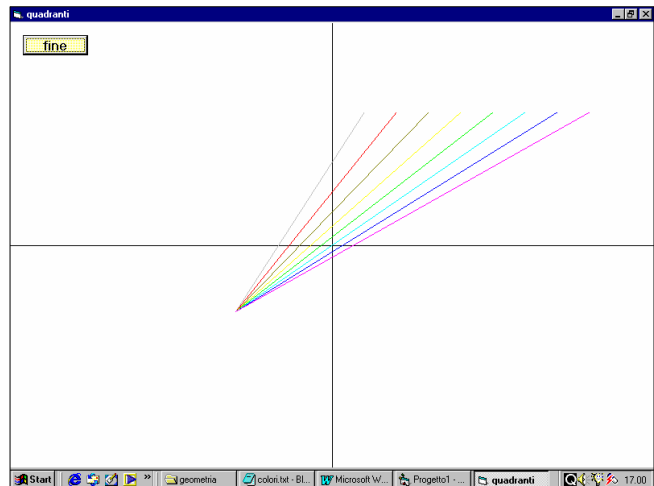 quadranti
fine
Start
»
geometria
colori.txt - Bl...
Microsoft W...
Progetto1 - ...
quadranti
17.00